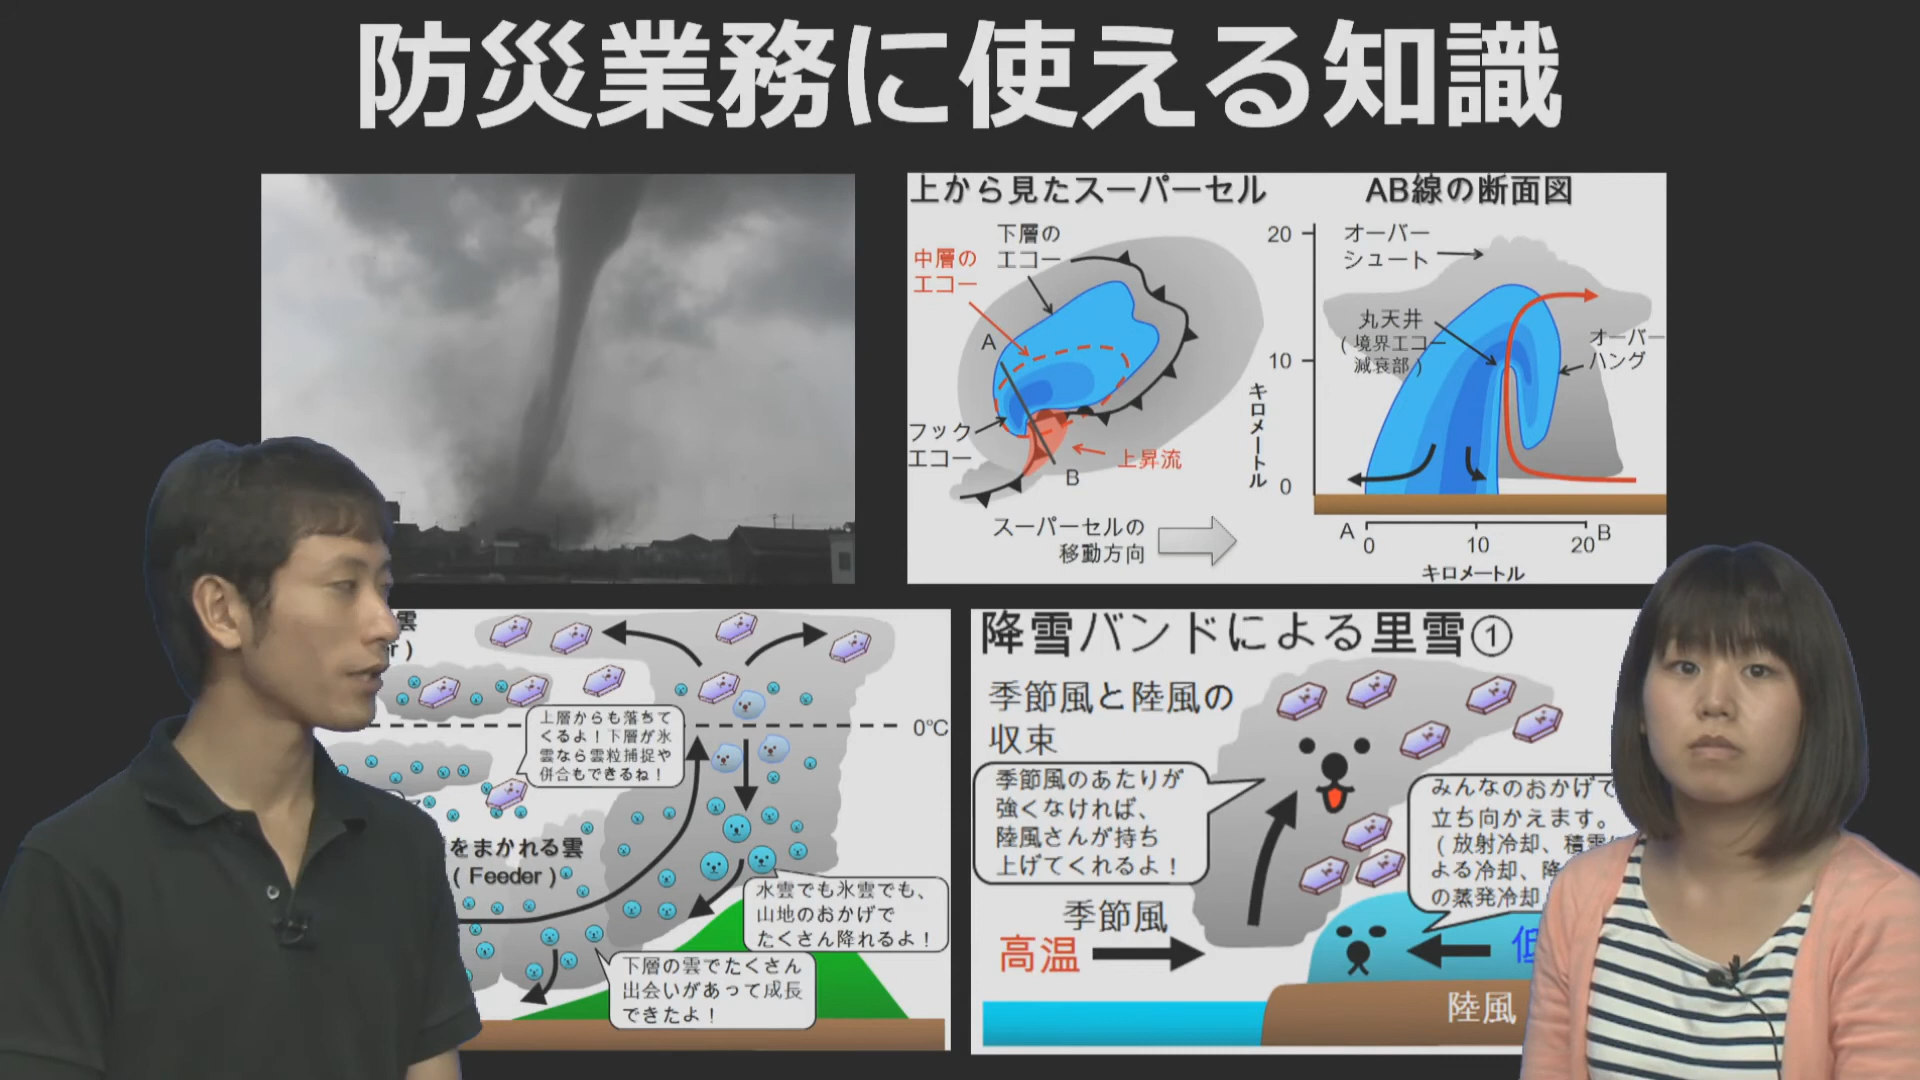 防災業務に使える知識
上から見たスーパーセル
AB線の断面図
下層の
エコー
中層の
エコー
A
フック
エコー
上昇流
B
スーパーセルの
移動方向
20
10
0
キロメートル
オーバー
シュート
丸天井
(境界エコー
減衰部)
オーバー
ハング
A
B
0
10
20
キロメートル
雲
r)
0℃
上層からも落ちて
くるよ！下層が氷
雲なら雲粒捕捉や
併合もできるね！
をまかれる雲
(Feeder)
水雲でも氷雲でも、
山地のおかげで
たくさん降れるよ！
下層の雲でたくさん
出会いがあって成長
できたよ！
降雪バンドによる里雪①
季節風と陸風の
収束
季節風のあたりが
強くなければ、
陸風さんが持ち
上げてくれるよ！
みんなのおかげで
立ち向かえます。
(放射冷却、積雪に
よる冷却、降
の蒸発冷却
季節風
高温
低
陸風